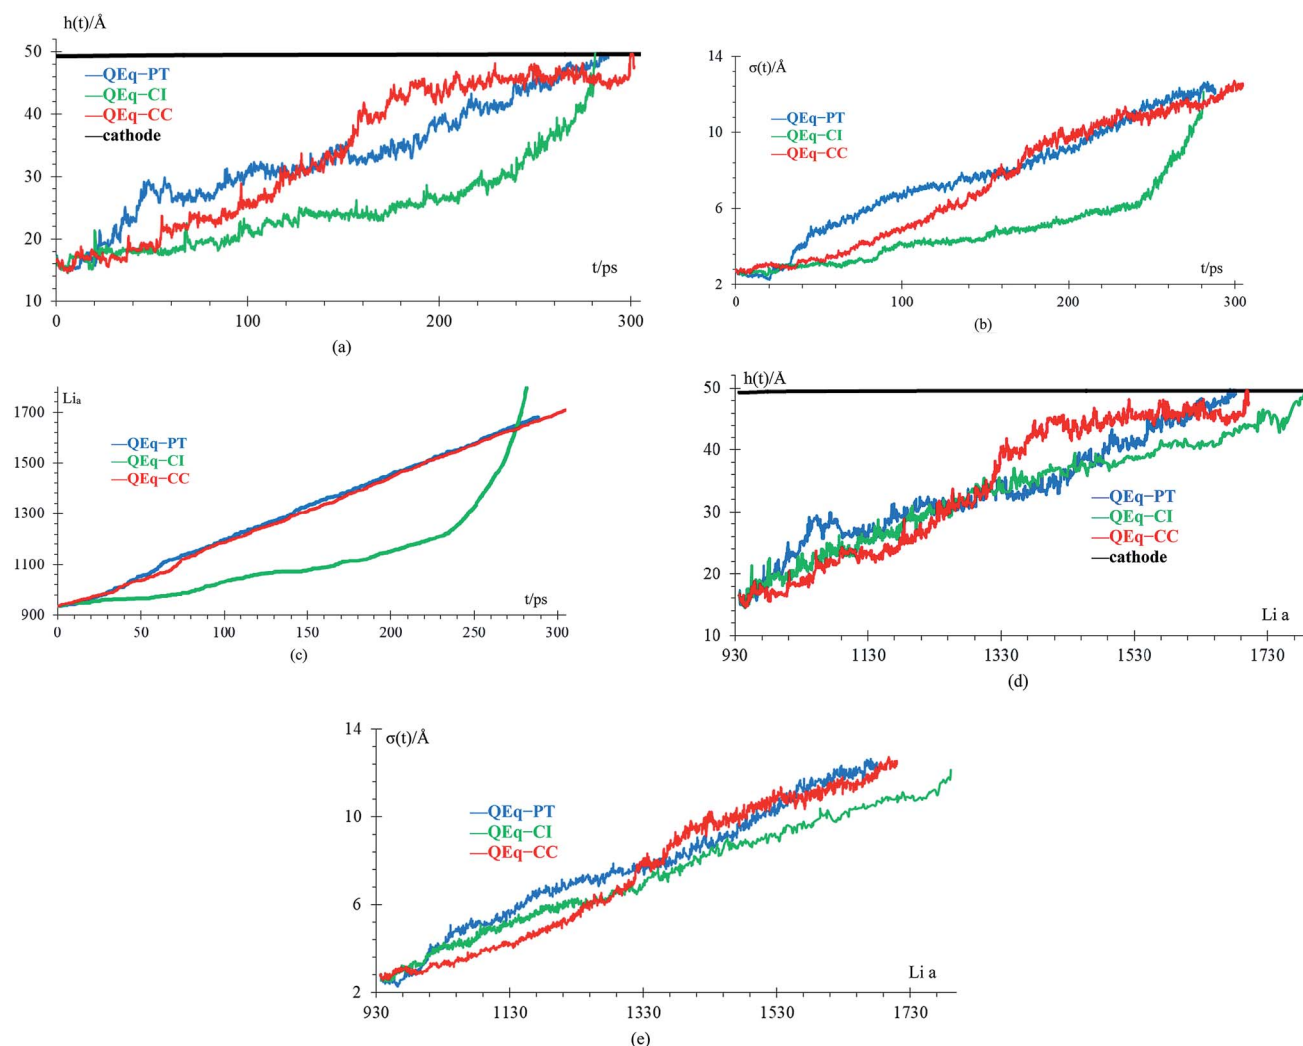 h(t)/Å
50
40
30
20
10
QEq−PT
QEq−CI
QEq−CC
cathode
t/ps
0 100 200 300
(a)
14
σ(t)/Å
10
6
2
QEq−PT
QEq−CI
QEq−CC
t/ps
0 100 200 300
(b)
Liₐ
1700
1500
1300
1100
900
QEq−PT
QEq−CI
QEq−CC
t/ps
0 50 100 150 200 250 300
(c)
h(t)/Å
50
40
30
20
10
QEq−PT
QEq−CI
QEq−CC
cathode
Li a
930 1130 1330 1530 1730
(d)
14
σ(t)/Å
10
6
2
QEq−PT
QEq−CI
QEq−CC
Li a
930 1130 1330 1530 1730
(e)